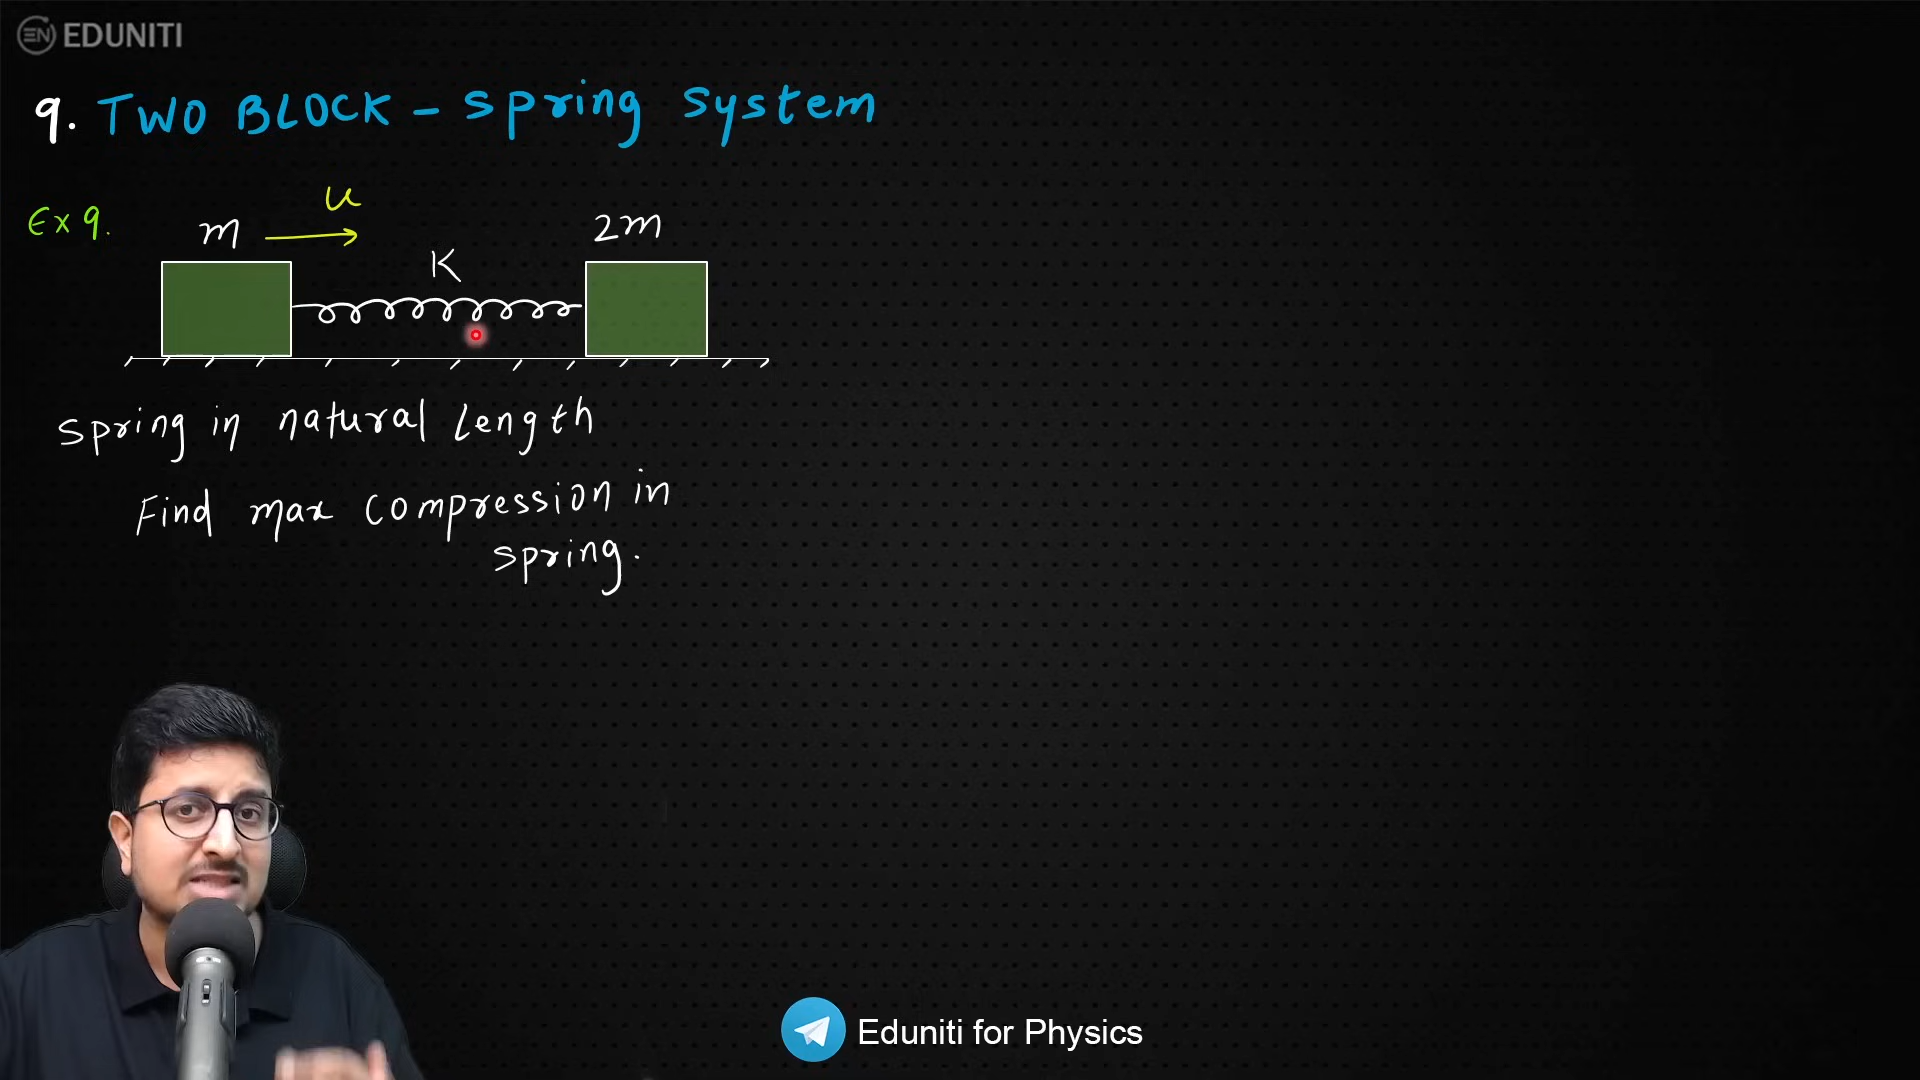 EN EDUNITI
9. TWO BLOCK - spring system
Ex 9.
m
u
K
2m
spring in natural length
Find max compression in
spring.
Eduniti for Physics